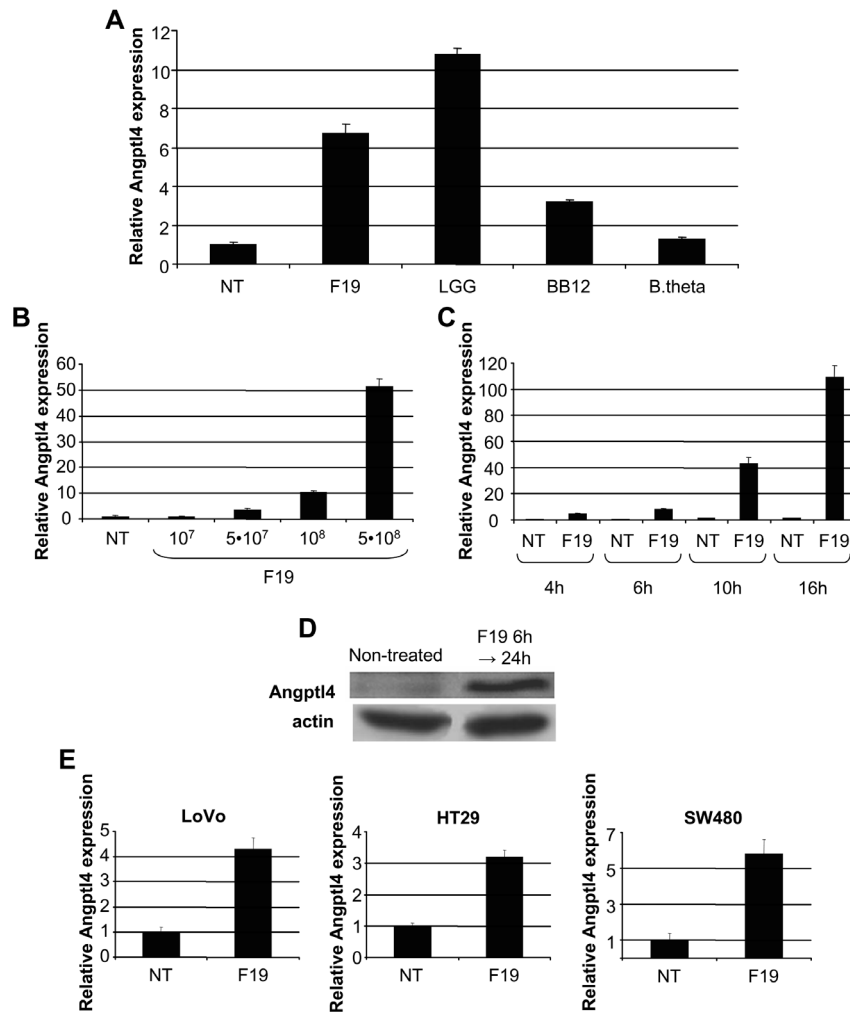 A
Relative Angptl4 expression
12
10
8
6
4
2
0
NT F19 LGG BB12 B.theta
B
Relative Angptl4 expression
60
50
40
30
20
10
0
NT 10⁷ 5•10⁷ 10⁸ 5•10⁸
F19
C
Relative Angptl4 expression
120
100
80
60
40
20
0
NT F19 NT F19 NT F19 NT F19
4h 6h 10h 16h
D
Non-treated
F19 6h
→ 24h
Angptl4
actin
E
LoVo
Relative Angptl4 expression
5
4
3
2
1
0
NT F19
HT29
Relative Angptl4 expression
4
3
2
1
0
NT F19
SW480
Relative Angptl4 expression
7
5
3
1
NT F19